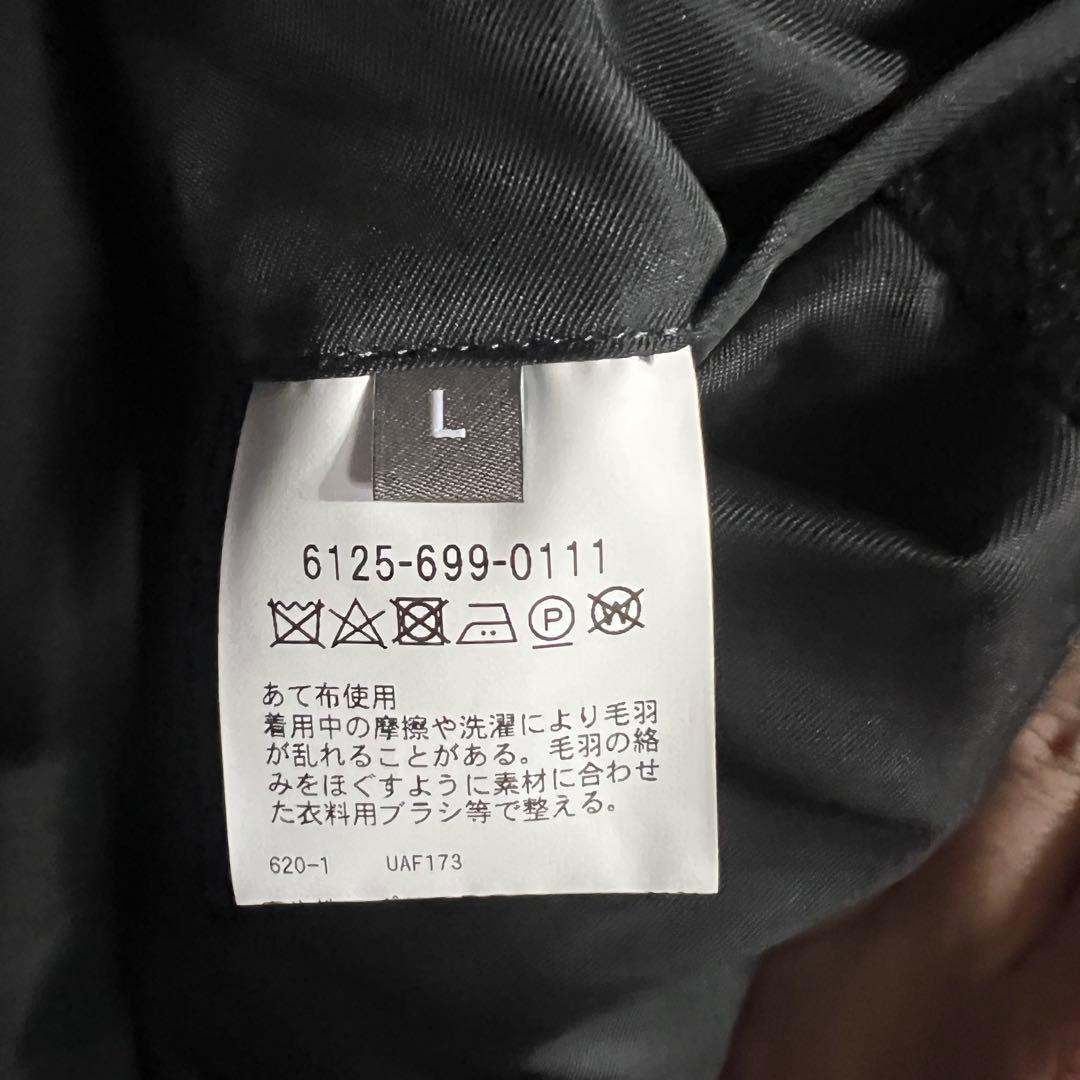 L
6125-699-0111
P
W
あて布使用
着用中の摩擦や洗濯により毛羽
が乱れることがある。毛羽の絡
みをほぐすように素材に合わせ
た衣料用ブラシ等で整える。
620-1 UAF173